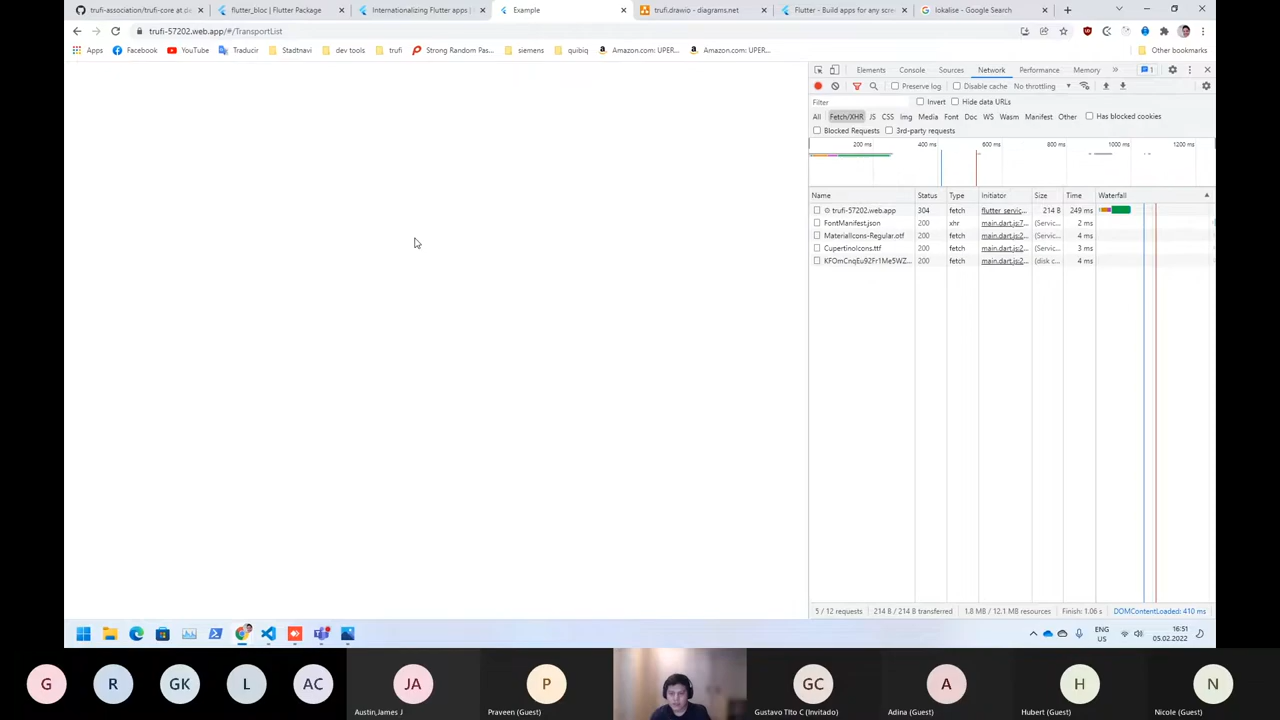 trufi-association/trufi-core at de
flutter_bloc | Flutter Package
Internationalizing Flutter apps |
Example
trufi.drawio - diagrams.net
Flutter - Build apps for any scre
lokalise - Google Search
trufi-57202.web.app/#/TransportList
Apps
Facebook
YouTube
Traducir
Stadtnavi
dev tools
trufi
Strong Random Pas...
siemens
quibiq
Amazon.com: UPER...
Amazon.com: UPER...
Other bookmarks
Elements
Console
Sources
Network
Performance
Memory
1
Preserve log
Disable cache
No throttling
Filter
Invert
Hide data URLs
All
Fetch/XHR
JS
CSS
Img
Media
Font
Doc
WS
Wasm
Manifest
Other
Has blocked cookies
Blocked Requests
3rd-party requests
200 ms
400 ms
600 ms
800 ms
1000 ms
1200 ms
Name
Status
Type
Initiator
Size
Time
Waterfall
trufi-57202.web.app
304
fetch
flutter_servic...
214 B
249 ms
FontManifest.json
200
xhr
main.dart.js:7...
(Servic...
2 ms
MaterialIcons-Regular.otf
200
fetch
main.dart.js:2...
(Servic...
4 ms
CupertinoIcons.ttf
200
fetch
main.dart.js:2...
(Servic...
3 ms
KFOmCnqEu92Fr1Me5WZ...
200
fetch
main.dart.js:2...
(disk c...
4 ms
5 / 12 requests
214 B / 214 B transferred
1.8 MB / 12.1 MB resources
Finish: 1.06 s
DOMContentLoaded: 410 ms
ENG
US
16:51
05.02.2022
G
R
GK
L
AC
JA
Austin,James J
P
Praveen (Guest)
GC
Gustavo TIto C (Invitado)
A
Adina (Guest)
H
Hubert (Guest)
N
Nicole (Guest)